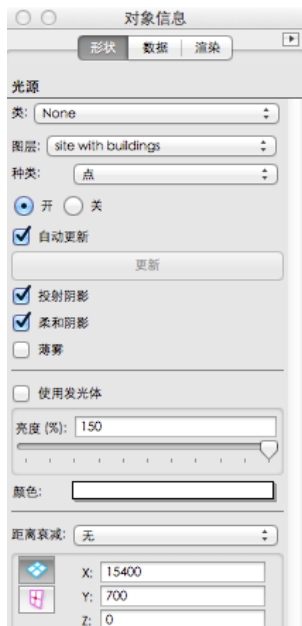 对象信息
形状 数据 渲染
光源
类: None
图层: site with buildings
种类: 点
开 关
自动更新
更新
投射阴影
柔和阴影
薄雾
使用发光体
亮度 (%): 150
颜色:
距离衰减: 无
X: 15400
Y: 700
Z: 0